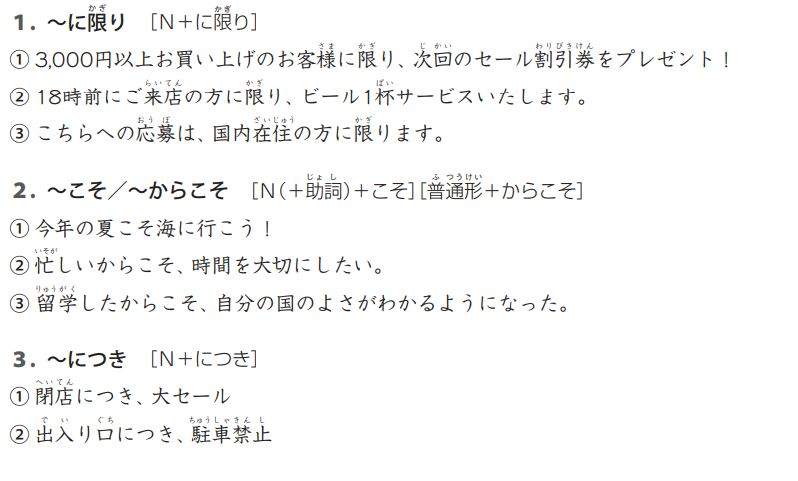 1. ～に限り [N＋に限り]
① 3,000円以上お買い上げのお客様に限り、次回のセール割引券をプレゼント！
② 18時前にご来店の方に限り、ビール1杯サービスいたします。
③ こちらへの応募は、国内在住の方に限ります。
2. ～こそ／～からこそ [N（＋助詞）＋こそ][普通形＋からこそ]
① 今年の夏こそ海に行こう！
② 忙しいからこそ、時間を大切にしたい。
③ 留学したからこそ、自分の国のよさがわかるようになった。
3. ～につき [N＋につき]
① 閉店につき、大セール
② 出入り口につき、駐車禁止